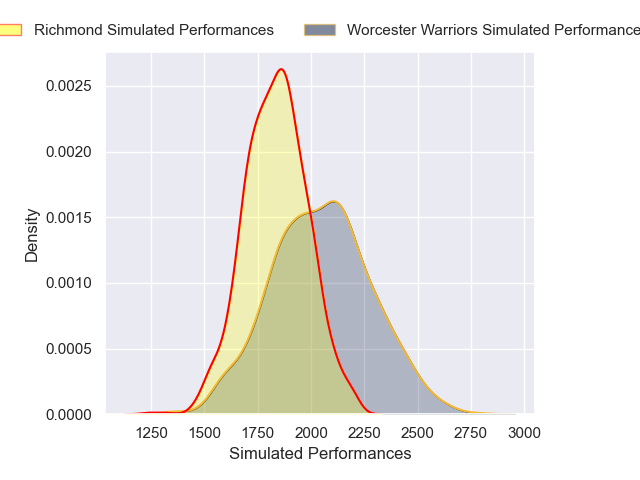 Richmond Simulated Performances
Worcester Warriors Simulated Performance
0.0025
0.0020
0.0015
0.0010
0.0005
0.0000
Density
1250 1500 1750 2000 2250 2500 2750 3000
Simulated Performances